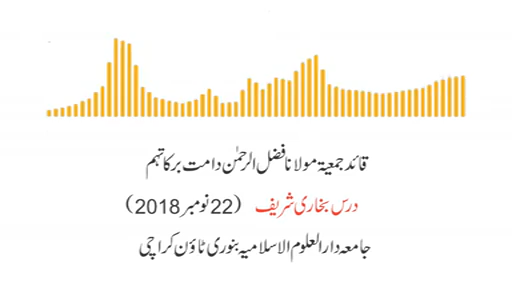 قائد جمعیۃ مولانا فضل الرحمٰن دامت برکاتہم
درس بخاری شریف (22 نومبر 2018)
جامعہ دارالعلوم الاسلامیہ بنوری ٹاؤن کراچی